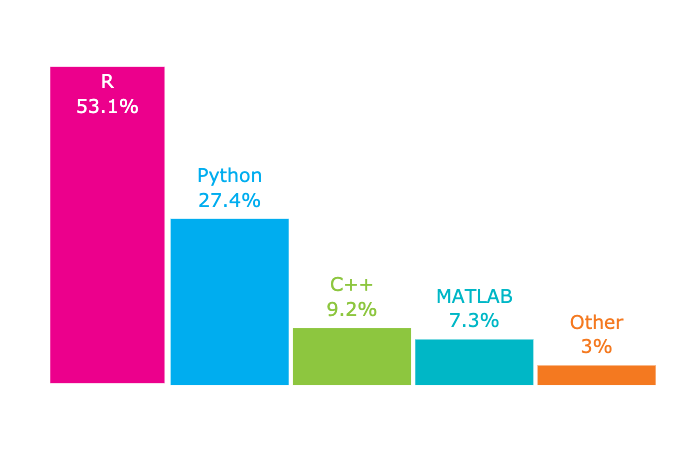 R
53.1%
Python
27.4%
C++
9.2%
MATLAB
7.3%
Other
3%